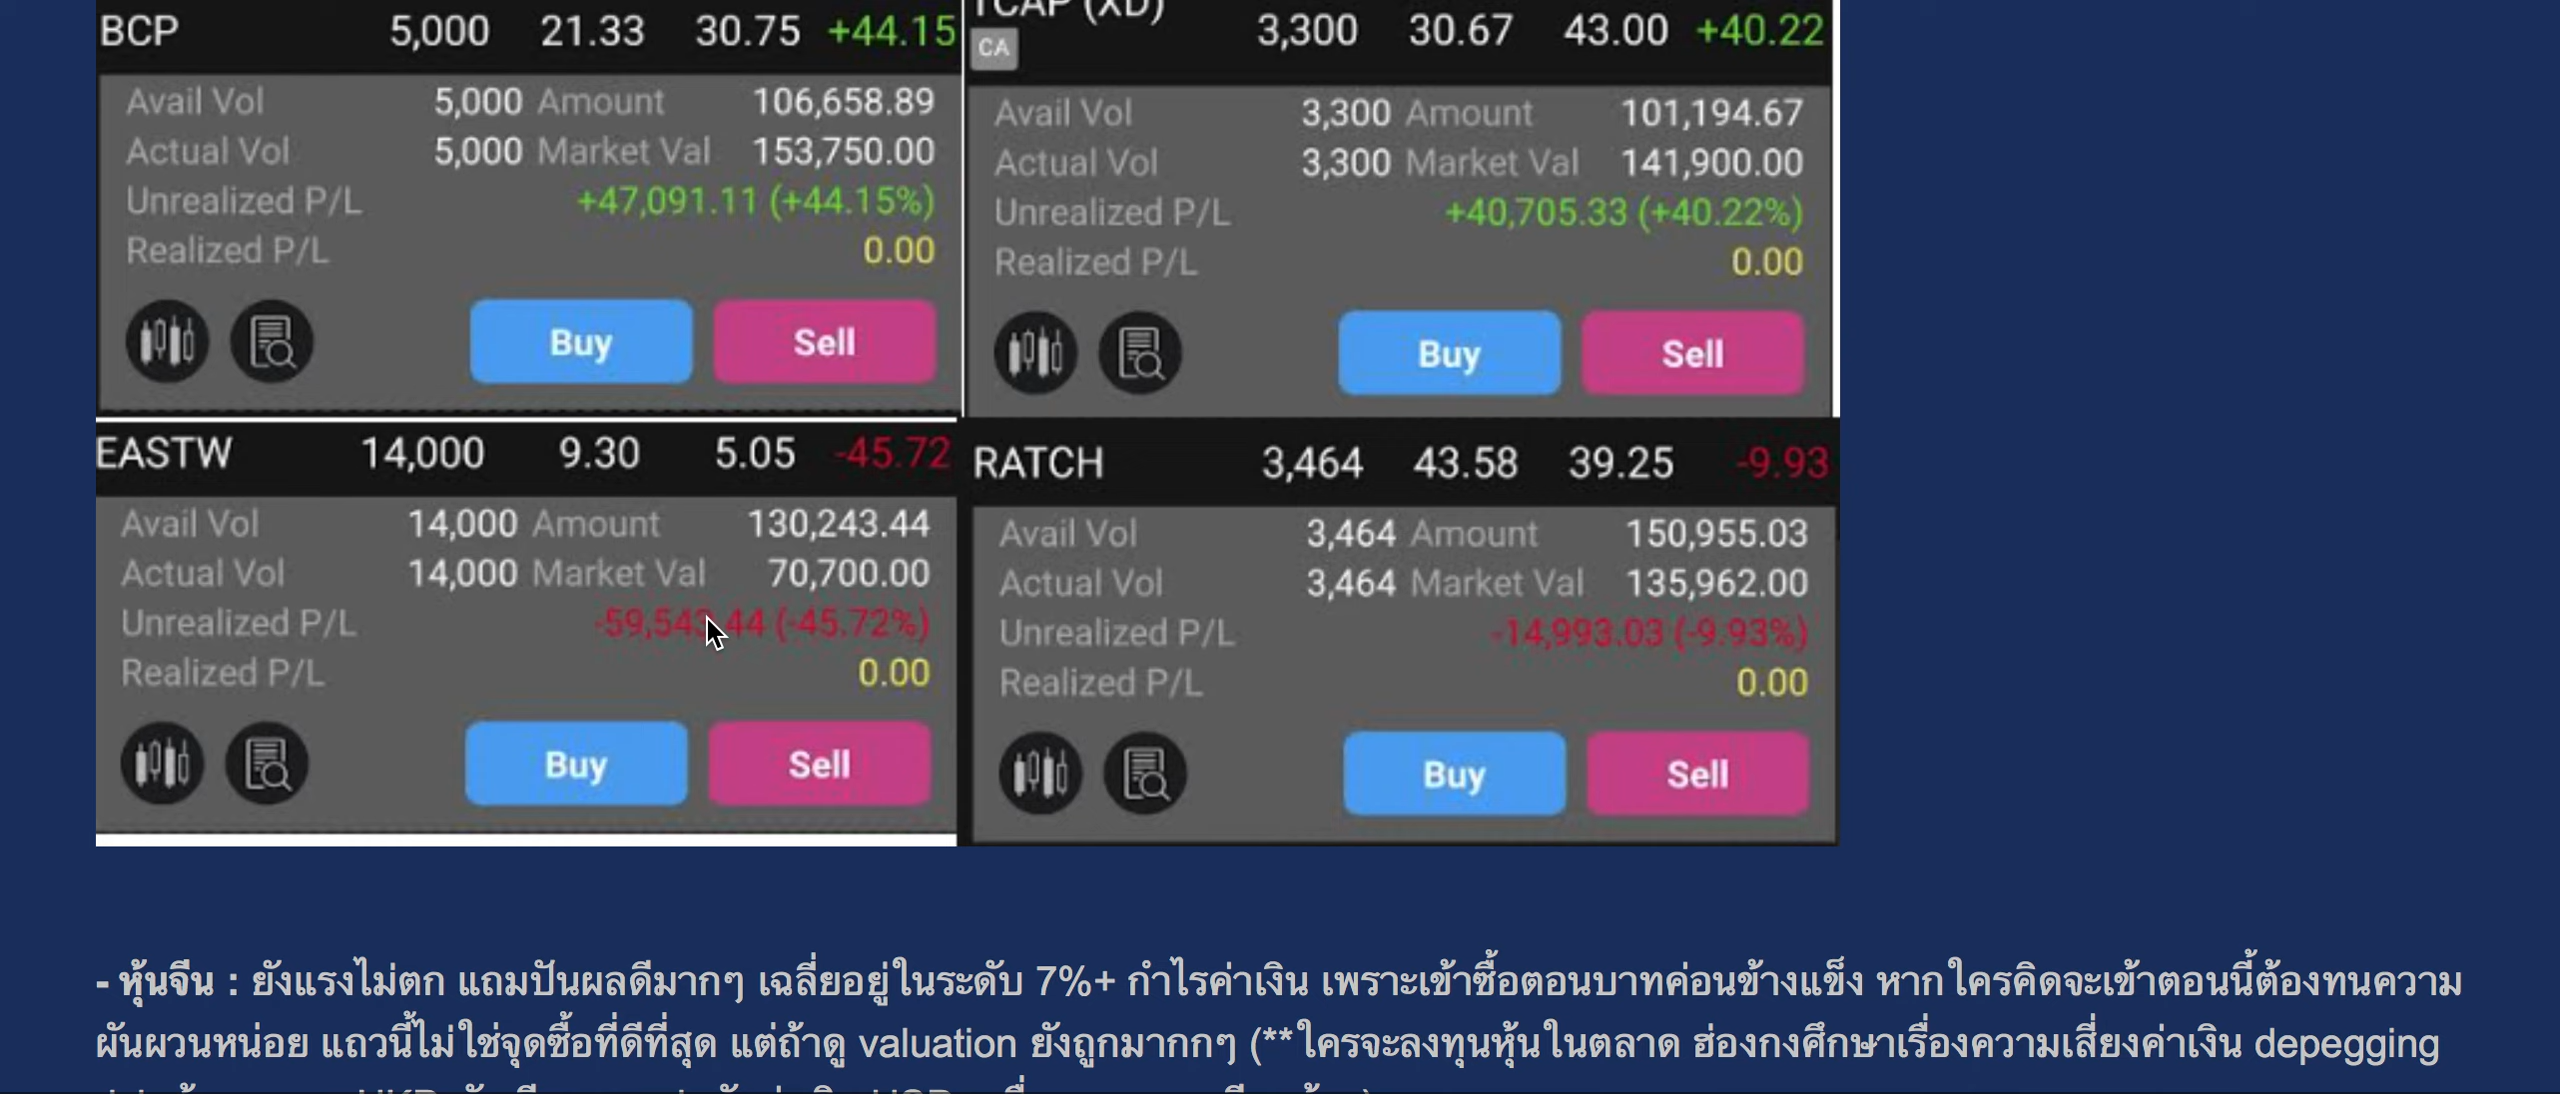 BCP 5,000 21.33 30.75 +44.15
Avail Vol 5,000 Amount 106,658.89
Actual Vol 5,000 Market Val 153,750.00
Unrealized P/L +47,091.11 (+44.15%)
Realized P/L 0.00
Buy Sell
TCAP (XD) 3,300 30.67 43.00 +40.22
CA
Avail Vol 3,300 Amount 101,194.67
Actual Vol 3,300 Market Val 141,900.00
Unrealized P/L +40,705.33 (+40.22%)
Realized P/L 0.00
Buy Sell
EASTW 14,000 9.30 5.05 -45.72
Avail Vol 14,000 Amount 130,243.44
Actual Vol 14,000 Market Val 70,700.00
Unrealized P/L -59,543.44 (-45.72%)
Realized P/L 0.00
Buy Sell
RATCH 3,464 43.58 39.25 -9.93
Avail Vol 3,464 Amount 150,955.03
Actual Vol 3,464 Market Val 135,962.00
Unrealized P/L -14,993.03 (-9.93%)
Realized P/L 0.00
Buy Sell
- หุ้นจีน : ยังแรงไม่ตก แถมปันผลดีมากๆ เฉลี่ยอยู่ในระดับ 7%+ กำไรค่าเงิน เพราะเข้าซื้อตอนบาทค่อนข้างแข็ง หากใครคิดจะเข้าตอนนี้ต้องทนความ
ผันผวนหน่อย แถวนี้ไม่ใช่จุดซื้อที่ดีที่สุด แต่ถ้าดู valuation ยังถูกมากกๆ (**ใครจะลงทุนหุ้นในตลาด ฮ่องกงศึกษาเรื่องความเสี่ยงค่าเงิน depegging